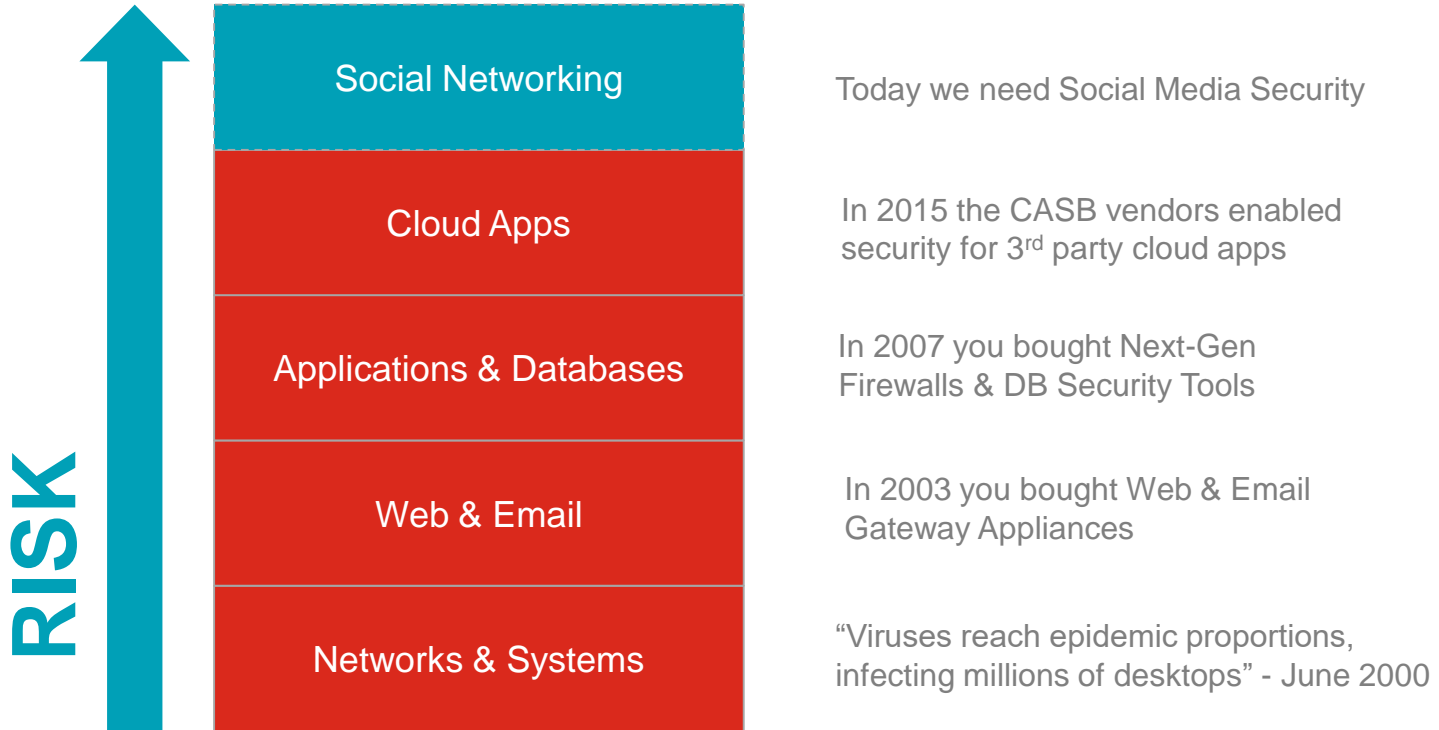 Social Networking
Today we need Social Media Security
Cloud Apps
In 2015 the CASB vendors enabled
security for 3rd party cloud apps
Applications & Databases
In 2007 you bought Next-Gen
Firewalls & DB Security Tools
Web & Email
In 2003 you bought Web & Email
Gateway Appliances
Networks & Systems
“Viruses reach epidemic proportions,
infecting millions of desktops” - June 2000
RISK